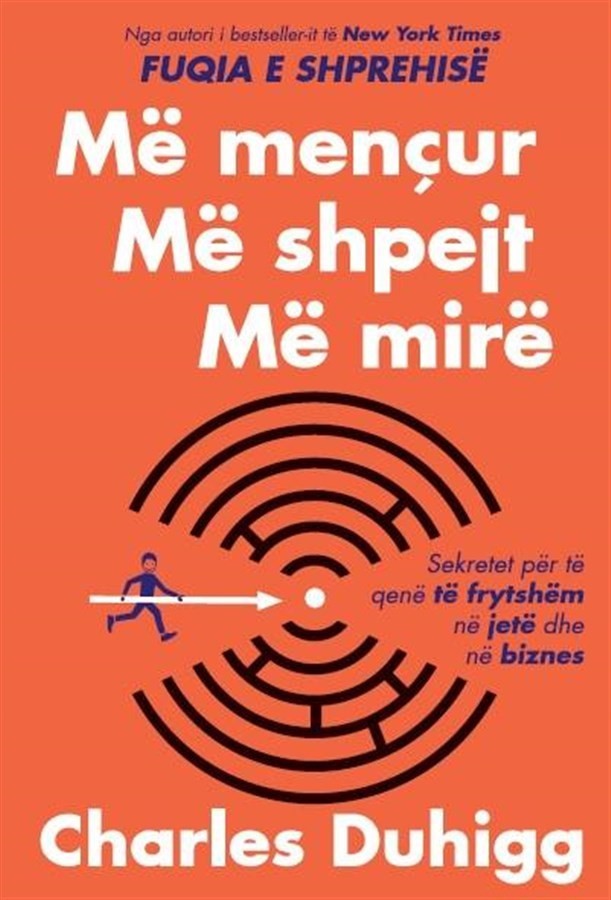 Nga autori i bestseller-it të New York Times
FUQIA E SHPREHISË
Më mençur
Më shpejt
Më mirë
Sekretet për të
qenë të frytshëm
në jetë dhe
në biznes
Charles Duhigg